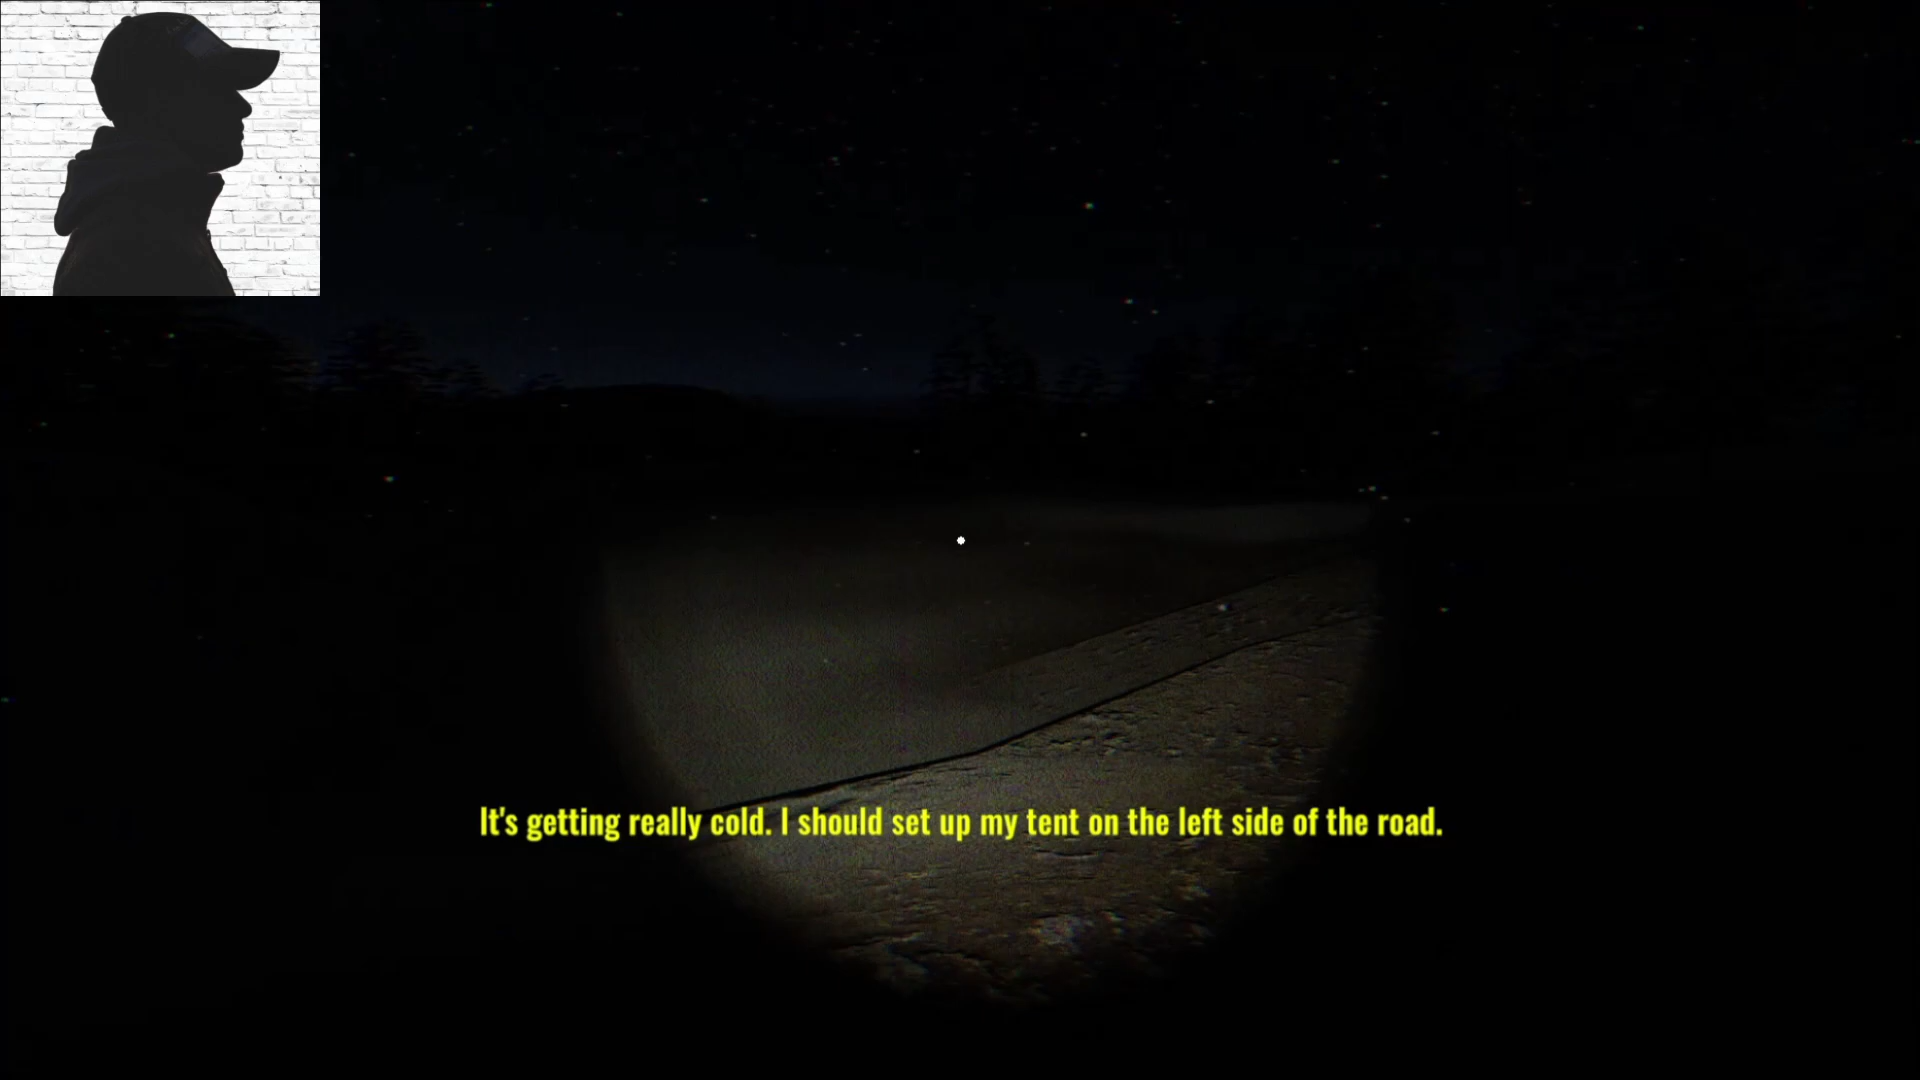 It's getting really cold. I should set up my tent on the left side of the road.